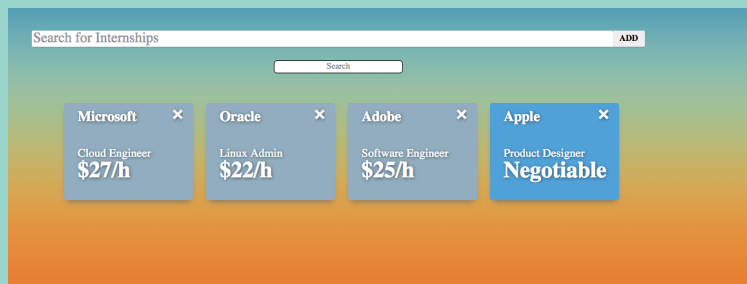 Search for Internships
ADD
Search
Microsoft ×
Oracle ×
Adobe ×
Apple ×
Cloud Engineer
$27/h
Linux Admin
$22/h
Software Engineer
$25/h
Product Designer
Negotiable